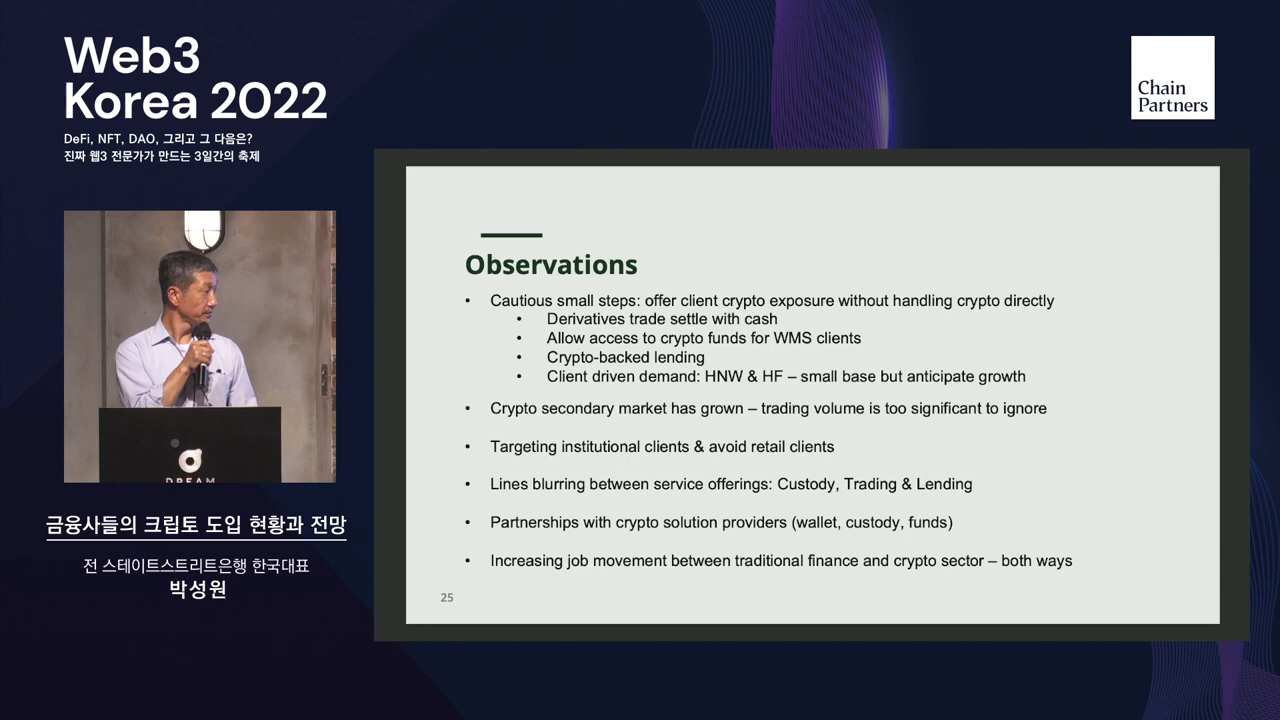 Web3
Korea 2022
DeFi, NFT, DAO, 그리고 그 다음은?
진짜 웹3 전문가가 만드는 3일간의 축제
Chain
Partners
Observations
• Cautious small steps: offer client crypto exposure without handling crypto directly
• Derivatives trade settle with cash
• Allow access to crypto funds for WMS clients
• Crypto-backed lending
• Client driven demand: HNW & HF – small base but anticipate growth
• Crypto secondary market has grown – trading volume is too significant to ignore
• Targeting institutional clients & avoid retail clients
• Lines blurring between service offerings: Custody, Trading & Lending
• Partnerships with crypto solution providers (wallet, custody, funds)
• Increasing job movement between traditional finance and crypto sector – both ways
25
DREAM
금융사들의 크립토 도입 현황과 전망
전 스테이트스트리트은행 한국대표
박성원